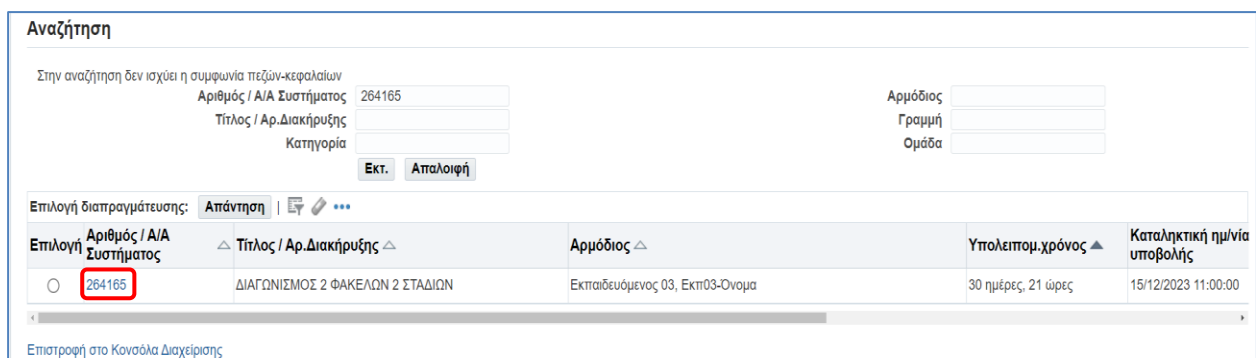 Αναζήτηση
Στην αναζήτηση δεν ισχύει η συμφωνία πεζών-κεφαλαίων
Αριθμός / Α/Α Συστήματος 264165 Αρμόδιος
Τίτλος / Αρ.Διακήρυξης Γραμμή
Κατηγορία Ομάδα
Εκτ. Απαλοιφή
Επιλογή διαπραγμάτευσης: Απάντηση | •••
Επιλογή Αριθμός / Α/Α Συστήματος Τίτλος / Αρ.Διακήρυξης Αρμόδιος Υπολειπομ.χρόνος Καταληκτική ημ/νία υποβολής
264165 ΔΙΑΓΩΝΙΣΜΟΣ 2 ΦΑΚΕΛΩΝ 2 ΣΤΑΔΙΩΝ Εκπαιδευόμενος 03, Εκπ03-Όνομα 30 ημέρες, 21 ώρες 15/12/2023 11:00:00
Επιστροφή στο Κονσόλα Διαχείρισης